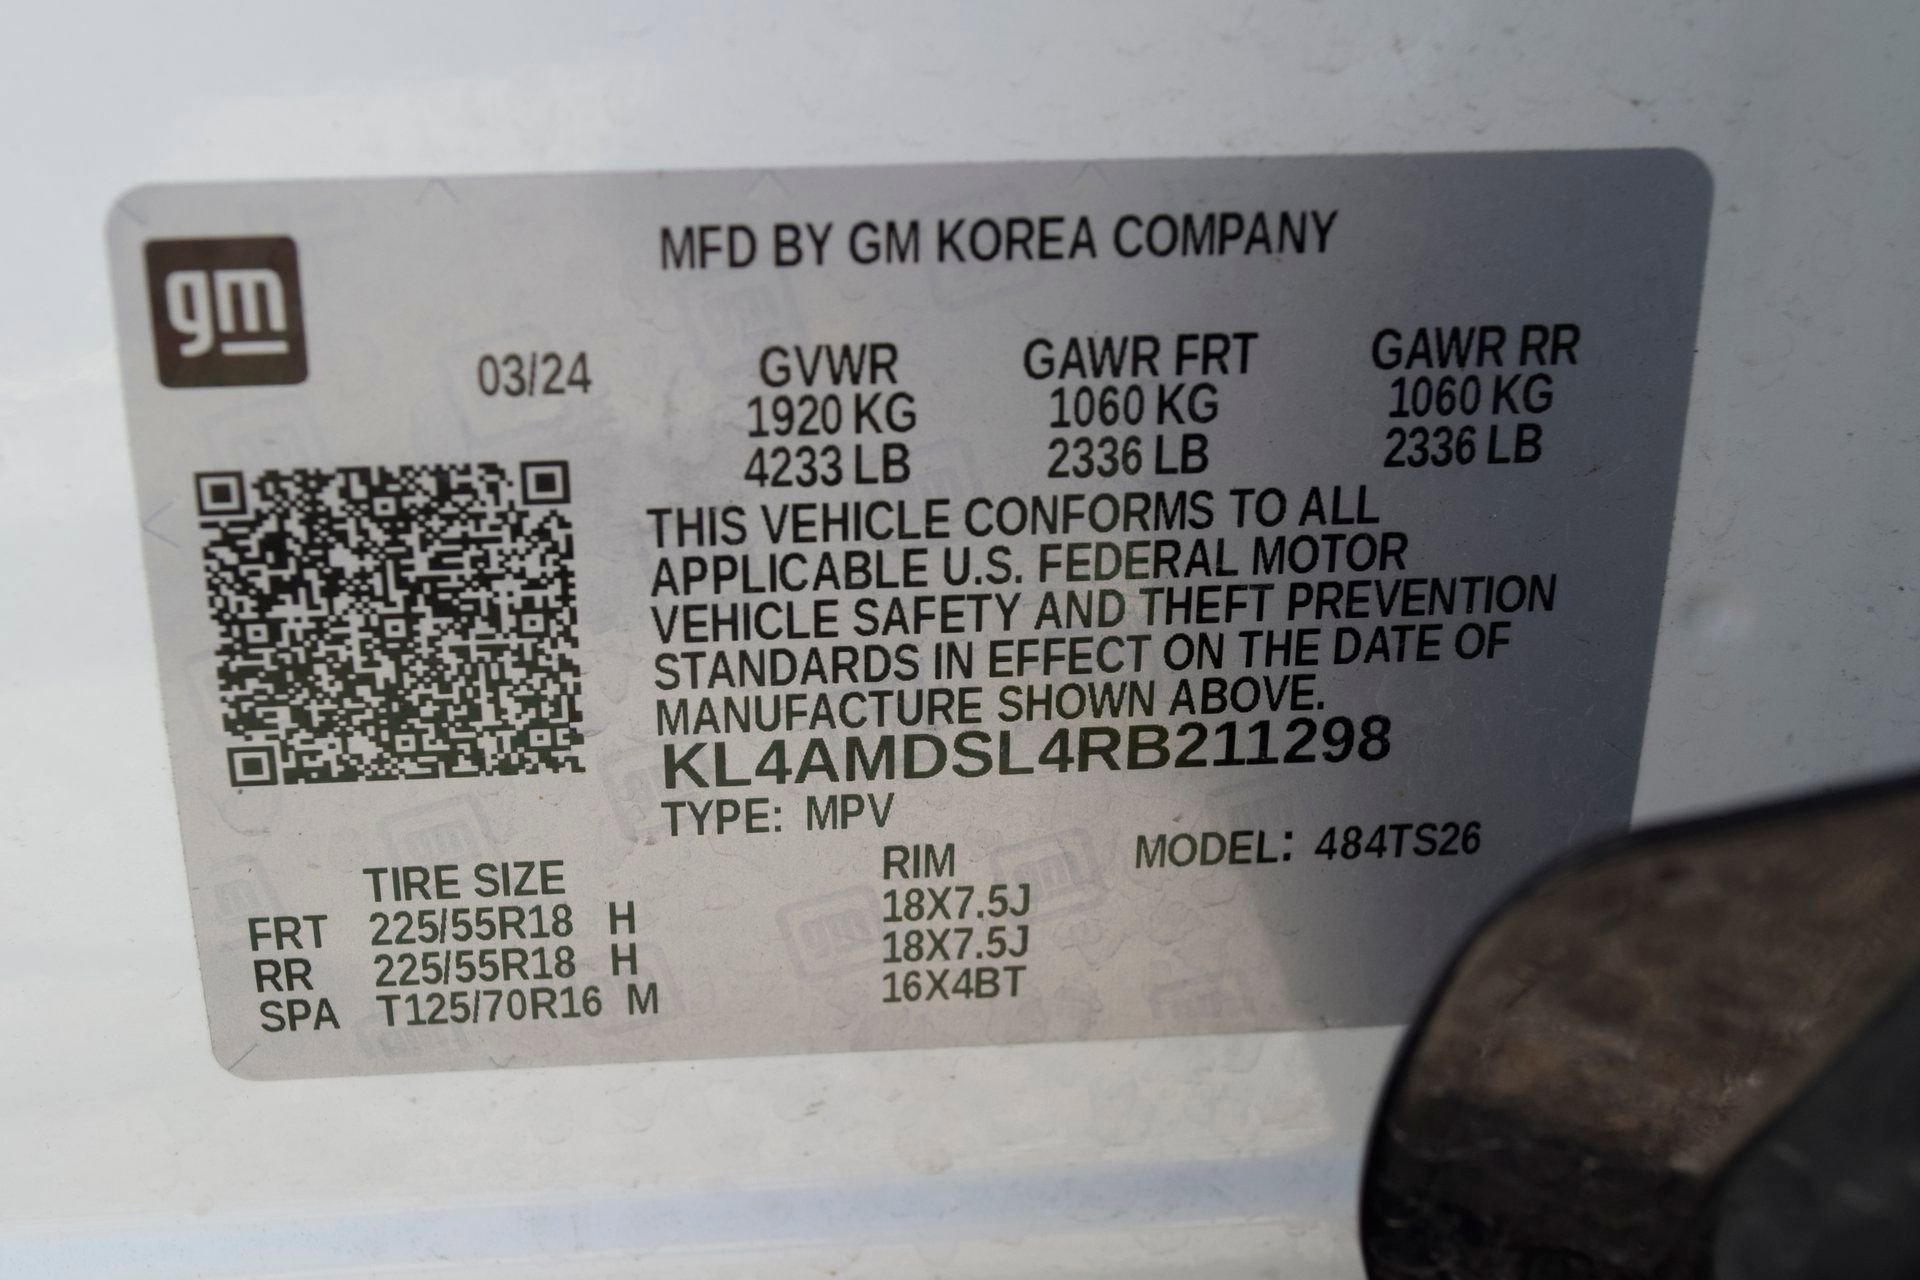 MFD BY GM KOREA COMPANY
gm
03/24 GVWR GAWR FRT GAWR RR
1920 KG 1060 KG 1060 KG
4233 LB 2336 LB 2336 LB
THIS VEHICLE CONFORMS TO ALL
APPLICABLE U.S. FEDERAL MOTOR
VEHICLE SAFETY AND THEFT PREVENTION
STANDARDS IN EFFECT ON THE DATE OF
MANUFACTURE SHOWN ABOVE.
KL4AMDSL4RB211298
TYPE: MPV
MODEL: 484TS26
TIRE SIZE RIM
FRT 225/55R18 H 18X7.5J
RR 225/55R18 H 18X7.5J
SPA T125/70R16 M 16X4BT